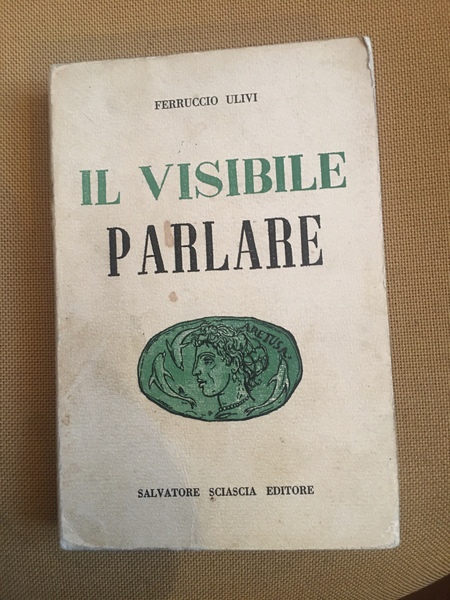 FERRUCCIO ULIVI
IL VISIBILE
PARLARE
ARETUSA
SALVATORE SCIASCIA EDITORE